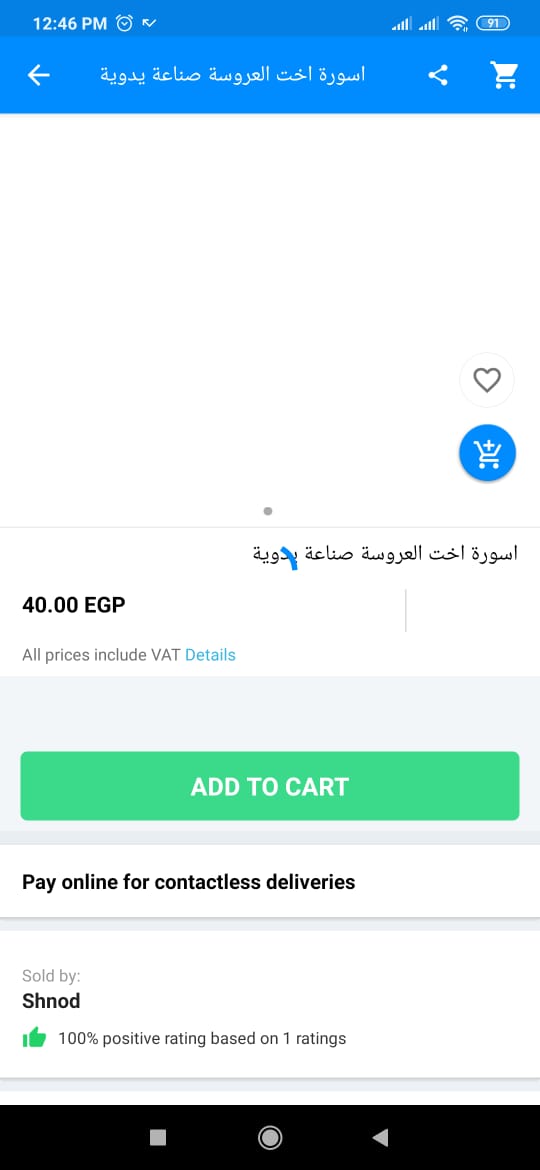 12:46 PM
91
اسورة اخت العروسة صناعة يدوية
اسورة اخت العروسة صناعة يدوية
40.00 EGP
All prices include VAT Details
ADD TO CART
Pay online for contactless deliveries
Sold by:
Shnod
100% positive rating based on 1 ratings